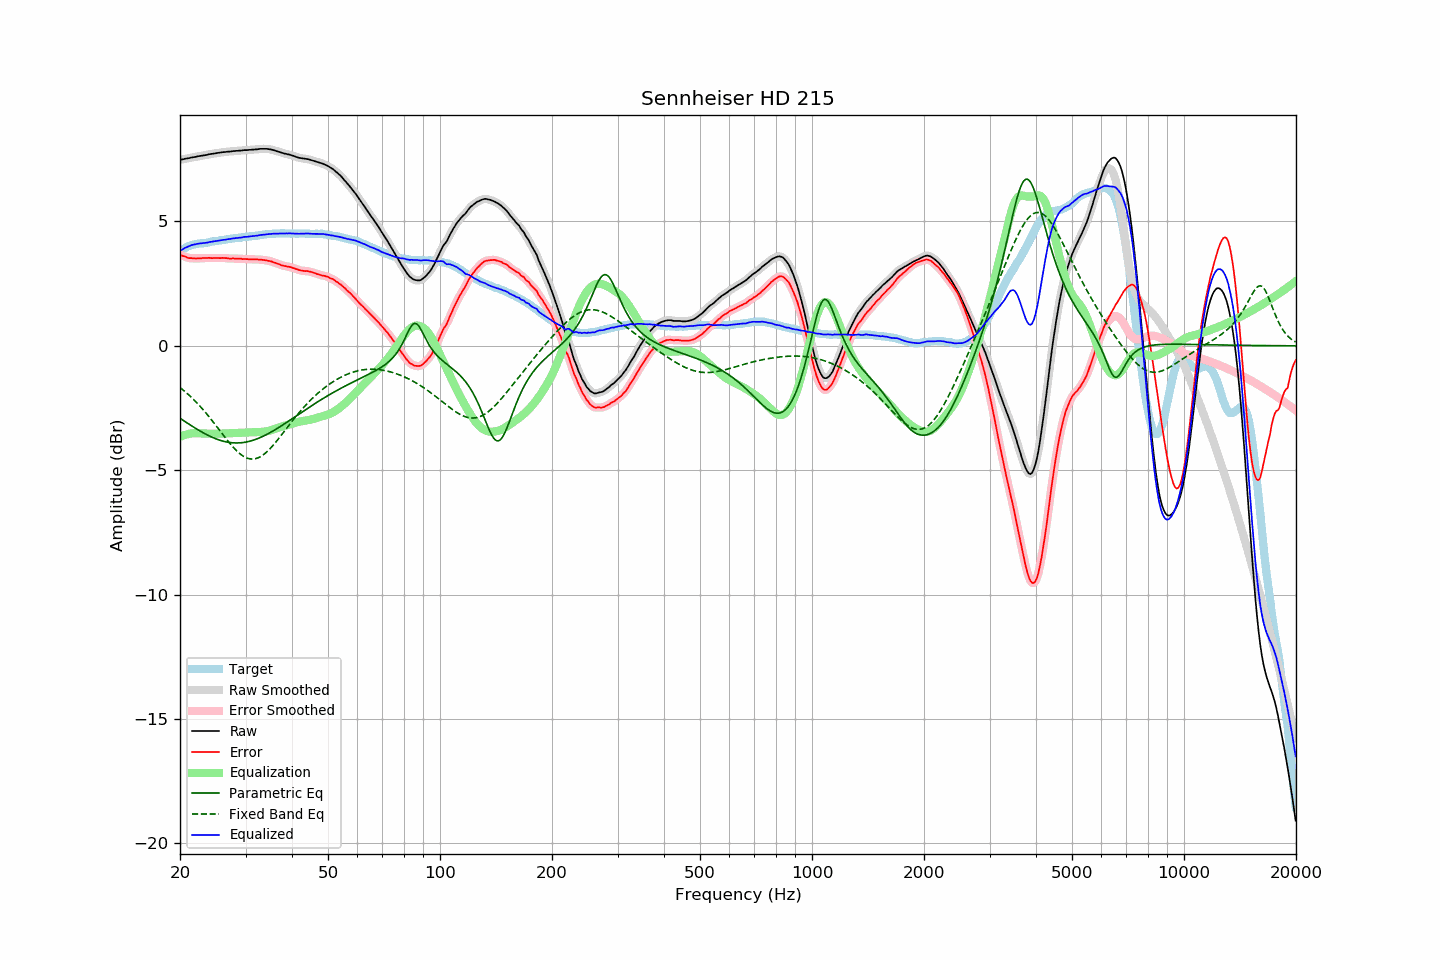 Sennheiser HD 215
Amplitude (dBr)
5
0
−5
−10
−15
−20
Target
Raw Smoothed
Error Smoothed
Raw
Error
Equalization
Parametric Eq
Fixed Band Eq
Equalized
20 50 100 200 500 1000 2000 5000 10000 20000
Frequency (Hz)